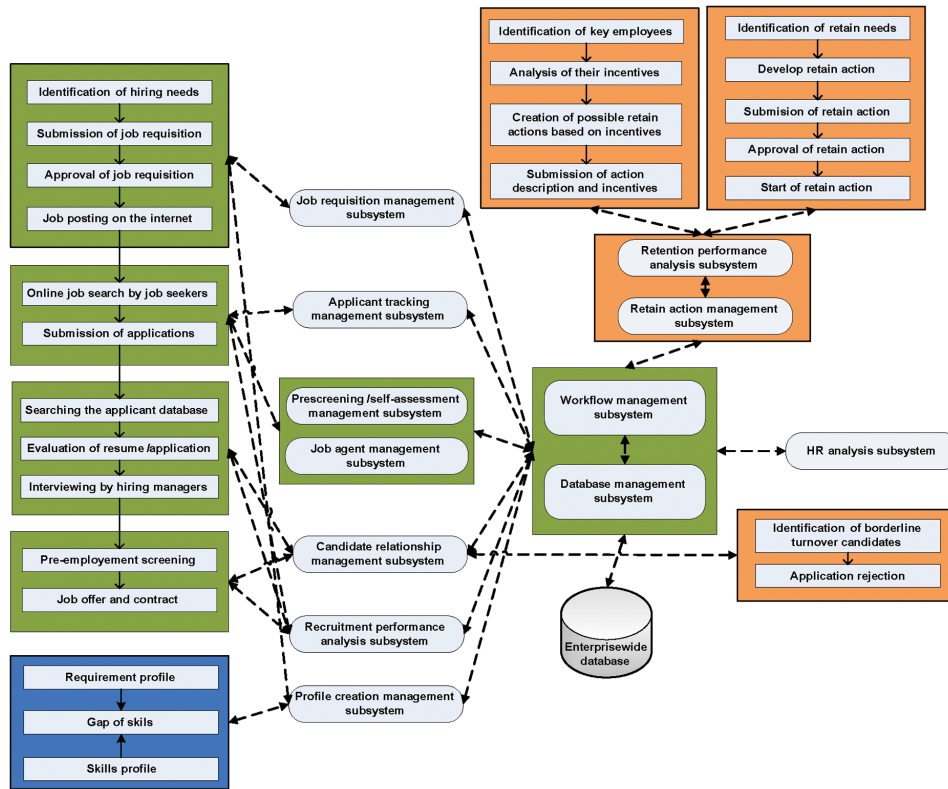 Identification of hiring needs
Submission of job requisition
Approval of job requisition
Job posting on the internet
Online job search by job seekers
Submission of applications
Searching the applicant database
Evaluation of resume /application
Interviewing by hiring managers
Pre-employement screening
Job offer and contract
Requirement profile
Gap of skils
Skills profile
Job requisition management
subsystem
Applicant tracking
management subsystem
Prescreening /self-assessment
management subsystem
Job agent management
subsystem
Candidate relationship
management subsystem
Recruitment performance
analysis subsystem
Profile creation management
subsystem
Identification of key employees
Analysis of their incentives
Creation of possible retain
actions based on incentives
Submission of action
description and incentives
Identification of retain needs
Develop retain action
Submision of retain action
Approval of retain action
Start of retain action
Retention performance
analysis subsystem
Retain action management
subsystem
Workflow management
subsystem
Database management
subsystem
HR analysis subsystem
Identification of borderline
turnover candidates
Application rejection
Enterprisewide
database